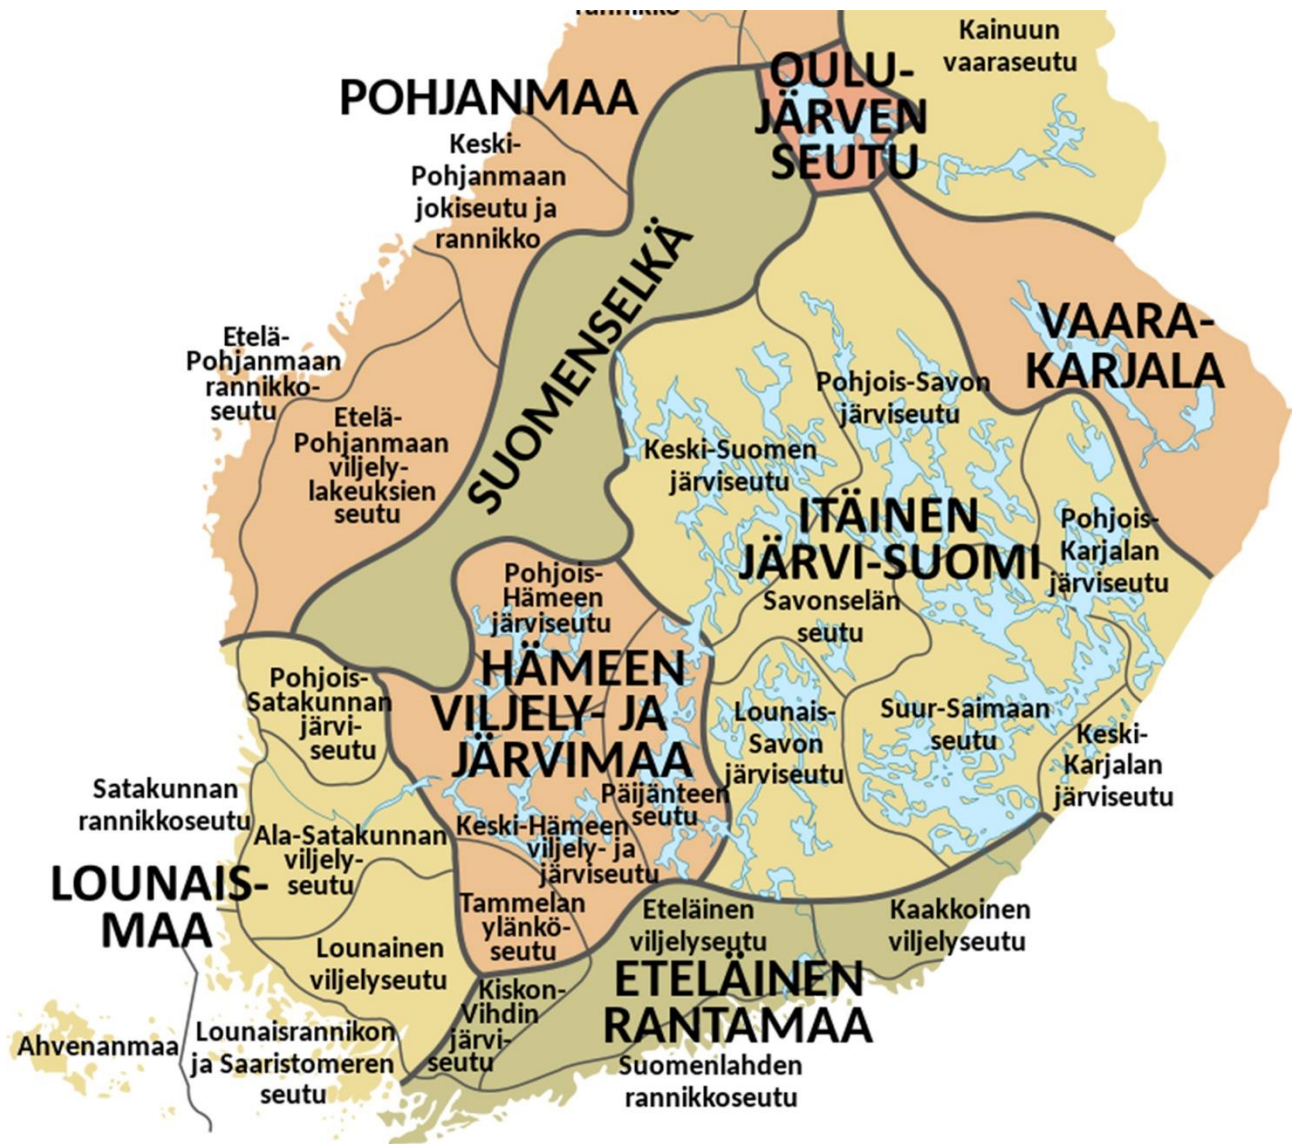 rannikko
Kainuun
vaaraseutu
OULU-
JÄRVEN
SEUTU
POHJANMAA
Keski-
Pohjanmaan
jokiseutu ja
rannikko
SUOMENSELKÄ
VAARA-
KARJALA
Etelä-
Pohjanmaan
rannikko-
seutu
Etelä-
Pohjanmaan
viljely-
lakeuksien
seutu
Pohjois-Savon
järviseutu
Keski-Suomen
järviseutu
ITÄINEN
JÄRVI-SUOMI
Pohjois-
Karjalan
järviseutu
Savonselän
seutu
Pohjois-
Hämeen
järviseutu
HÄMEEN
VILJELY- JA
JÄRVIMAA
Pohjois-
Satakunnan
järvi-
seutu
Lounais-
Savon
järviseutu
Suur-Saimaan
seutu
Keski-
Karjalan
järviseutu
Satakunnan
rannikkoseutu
Päijänteen
seutu
Ala-Satakunnan
viljely-
seutu
Keski-Hämeen
viljely- ja
järviseutu
LOUNAIS-
MAA
Tammelan
ylänkö-
seutu
Eteläinen
viljelyseutu
Kaakkoinen
viljelyseutu
Lounainen
viljelyseutu
ETELÄINEN
RANTAMAA
Kiskon-
Vihdin
järvi-
seutu
Ahvenanmaa
Lounaisrannikon
ja Saaristomeren
seutu
Suomenlahden
rannikkoseutu